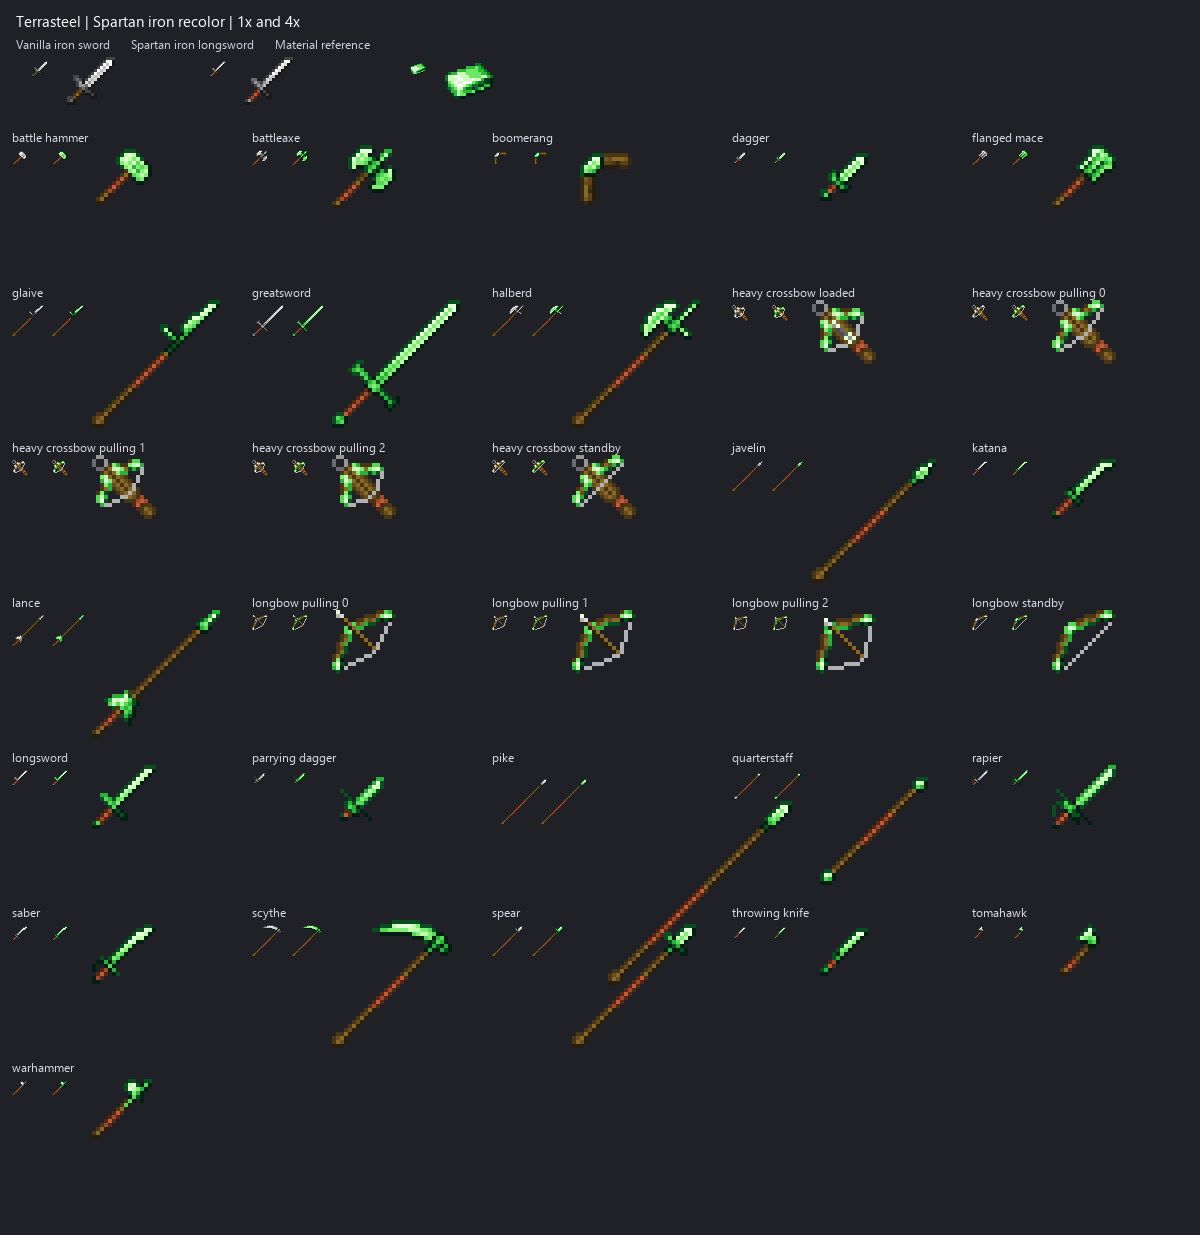 Terrasteel | Spartan iron recolor | 1x and 4x
Vanilla iron sword Spartan iron longsword Material reference
battle hammer battleaxe boomerang dagger flanged mace
glaive greatsword halberd heavy crossbow loaded heavy crossbow pulling 0
heavy crossbow pulling 1 heavy crossbow pulling 2 heavy crossbow standby javelin katana
lance longbow pulling 0 longbow pulling 1 longbow pulling 2 longbow standby
longsword parrying dagger pike quarterstaff rapier
saber scythe spear throwing knife tomahawk
warhammer